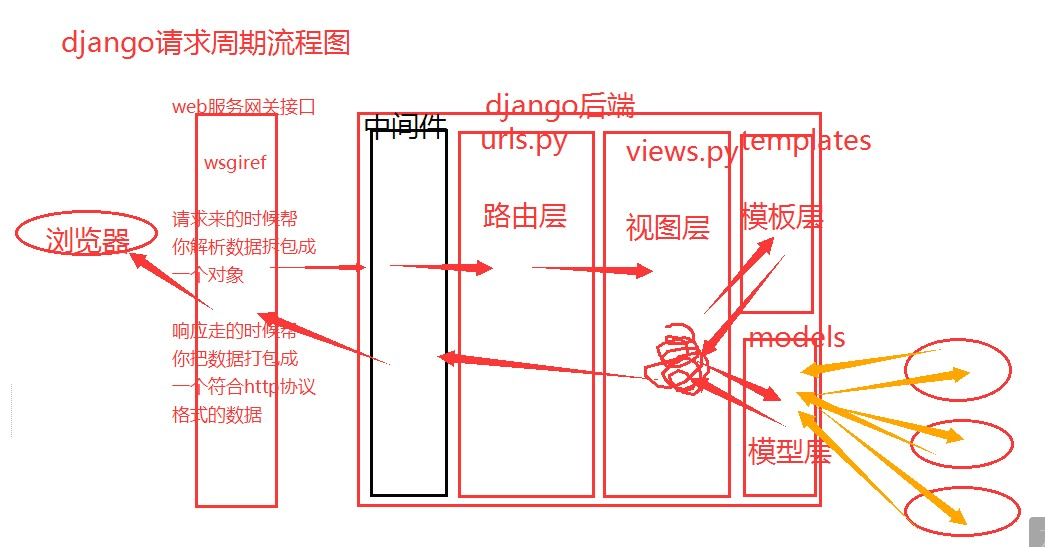 django请求周期流程图
web服务网关接口
wsgiref
请求来的时候帮
你解析数据拆包成
一个对象
响应走的时候帮
你把数据打包成
一个符合http协议
格式的数据
浏览器
django后端
中间件
urls.py
路由层
views.py
视图层
templates
模板层
models
模型层